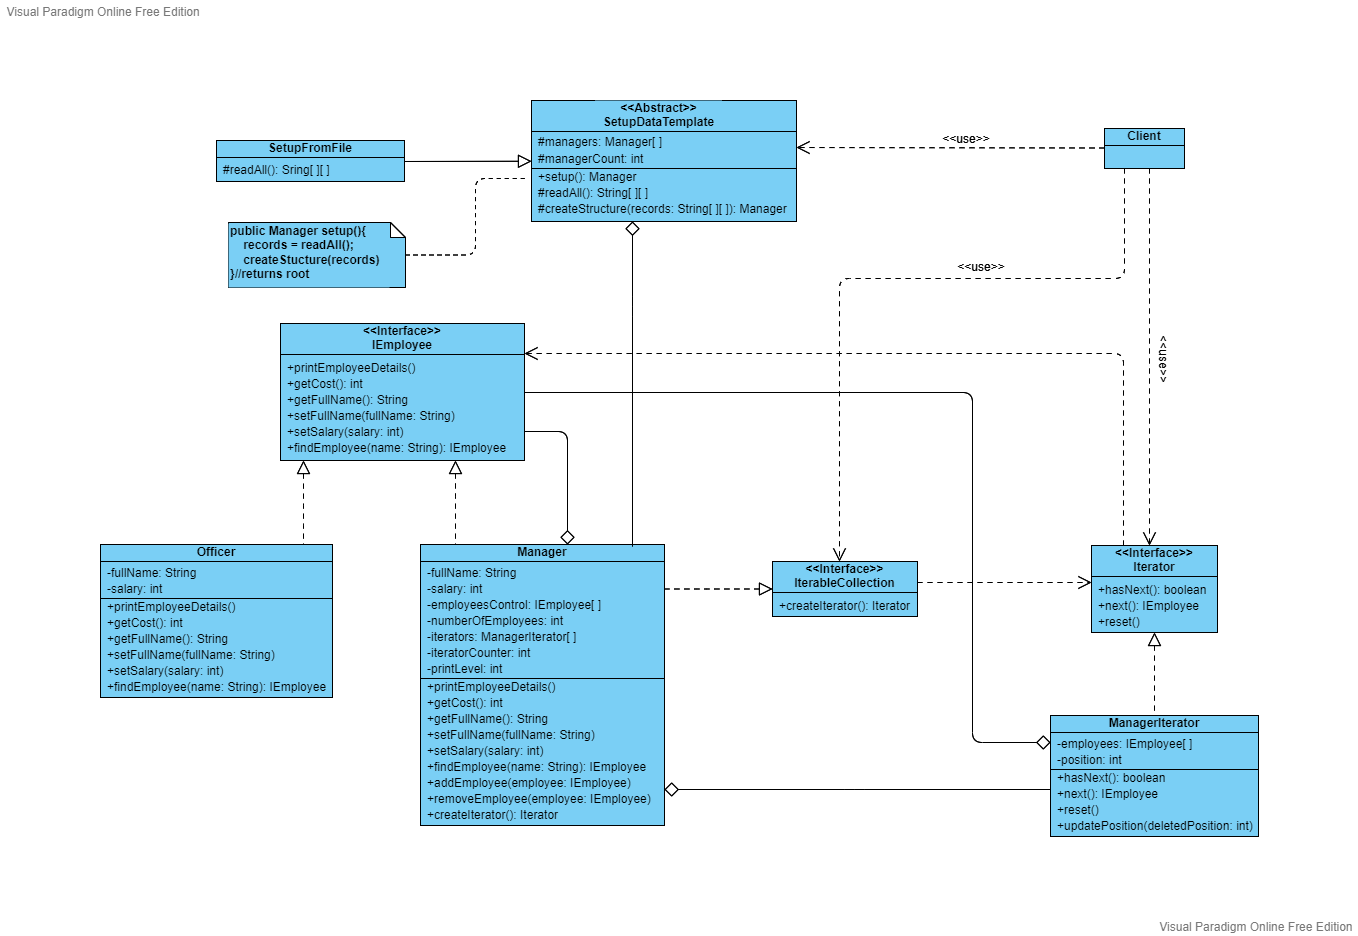 Visual Paradigm Online Free Edition
<<Abstract>>
SetupDataTemplate
#managers: Manager[ ]
#managerCount: int
+setup(): Manager
#readAll(): String[ ][ ]
#createStructure(records: String[ ][ ]): Manager
SetupFromFile
#readAll(): Sring[ ][ ]
<<use>>
Client
public Manager setup(){
records = readAll();
createStucture(records)
}//returns root
<<use>>
<<use>>
<<Interface>>
IEmployee
+printEmployeeDetails()
+getCost(): int
+getFullName(): String
+setFullName(fullName: String)
+setSalary(salary: int)
+findEmployee(name: String): IEmployee
Officer
-fullName: String
-salary: int
+printEmployeeDetails()
+getCost(): int
+getFullName(): String
+setFullName(fullName: String)
+setSalary(salary: int)
+findEmployee(name: String): IEmployee
Manager
-fullName: String
-salary: int
-employeesControl: IEmployee[ ]
-numberOfEmployees: int
-iterators: ManagerIterator[ ]
-iteratorCounter: int
-printLevel: int
+printEmployeeDetails()
+getCost(): int
+getFullName(): String
+setFullName(fullName: String)
+setSalary(salary: int)
+findEmployee(name: String): IEmployee
+addEmployee(employee: IEmployee)
+removeEmployee(employee: IEmployee)
+createIterator(): Iterator
<<Interface>>
IterableCollection
+createIterator(): Iterator
<<Interface>>
Iterator
+hasNext(): boolean
+next(): IEmployee
+reset()
ManagerIterator
-employees: IEmployee[ ]
-position: int
+hasNext(): boolean
+next(): IEmployee
+reset()
+updatePosition(deletedPosition: int)
Visual Paradigm Online Free Edition